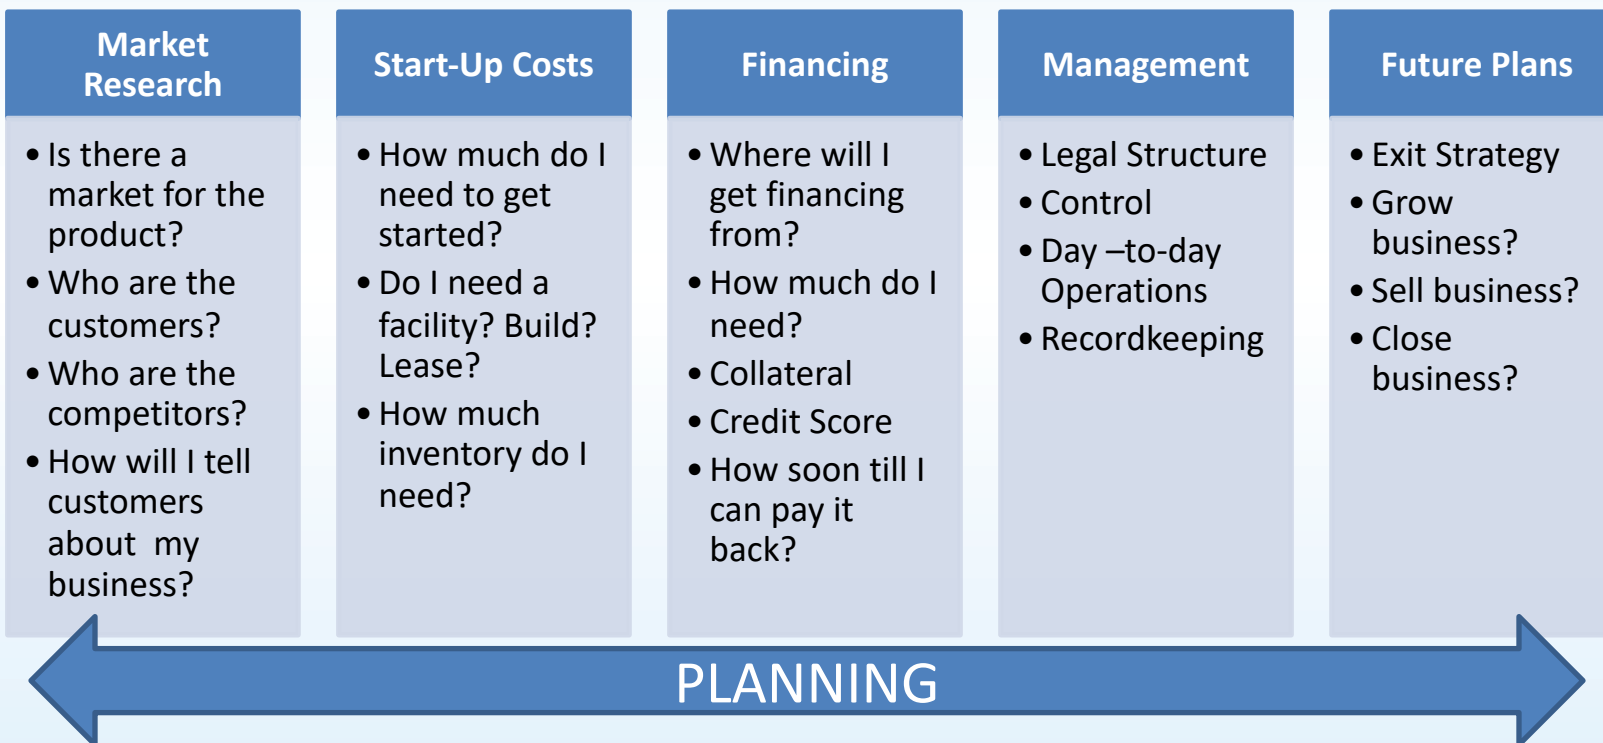 Market
Research
• Is there a
market for the
product?
• Who are the
customers?
• Who are the
competitors?
• How will I tell
customers
about  my
business?
Start-Up Costs
• How much do I
need to get
started?
• Do I need a
facility? Build?
Lease?
• How much
inventory do I
need?
Financing
• Where will I
get financing
from?
• How much do I
need?
• Collateral
• Credit Score
• How soon till I
can pay it
back?
Management
• Legal Structure
• Control
• Day –to-day
Operations
• Recordkeeping
Future Plans
• Exit Strategy
• Grow
business?
• Sell business?
• Close
business?
PLANNING